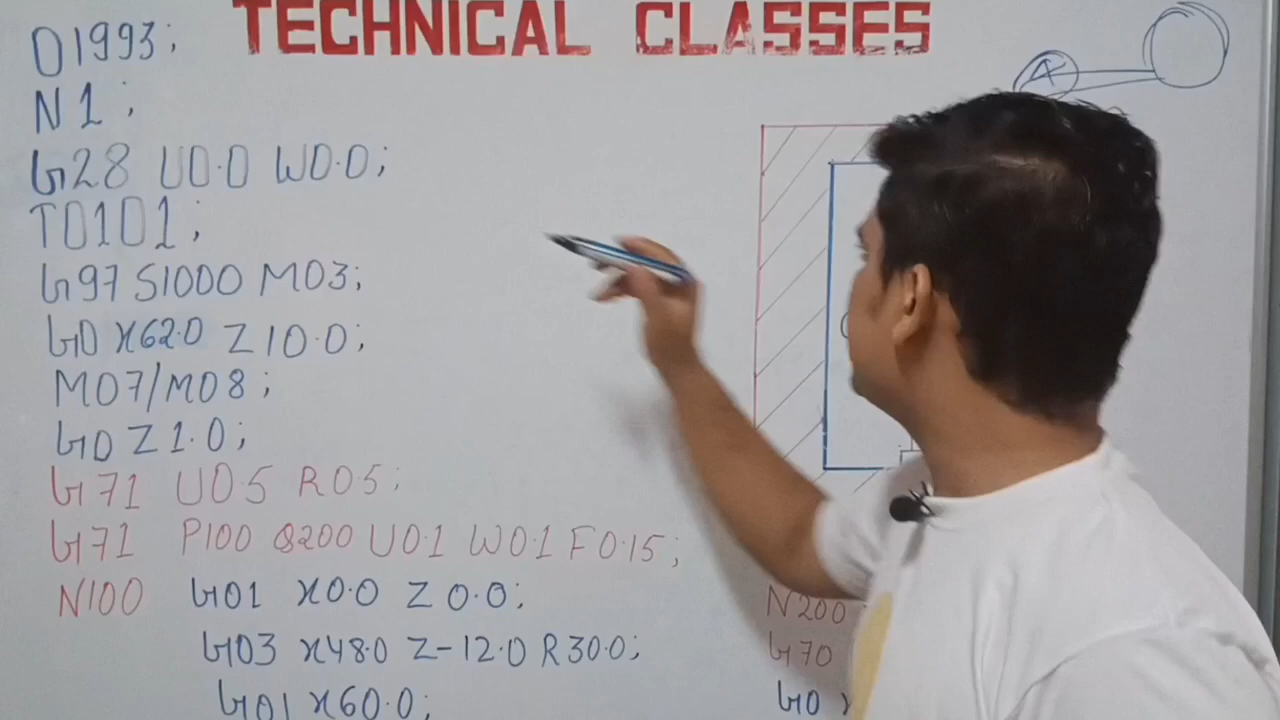 TECHNICAL CLASSES
O1993;
N1;
G28 U0.0 W0.0;
T0101;
G97 S1000 M03;
G0 X62.0 Z10.0;
M07/M08;
G0 Z1.0;
G71 U0.5 R0.5;
G71 P100 Q200 U0.1 W0.1 F0.15;
N100 G01 X0.0 Z0.0;
G03 X48.0 Z-12.0 R30.0;
G01 X60.0;
A
N200
G70
G0